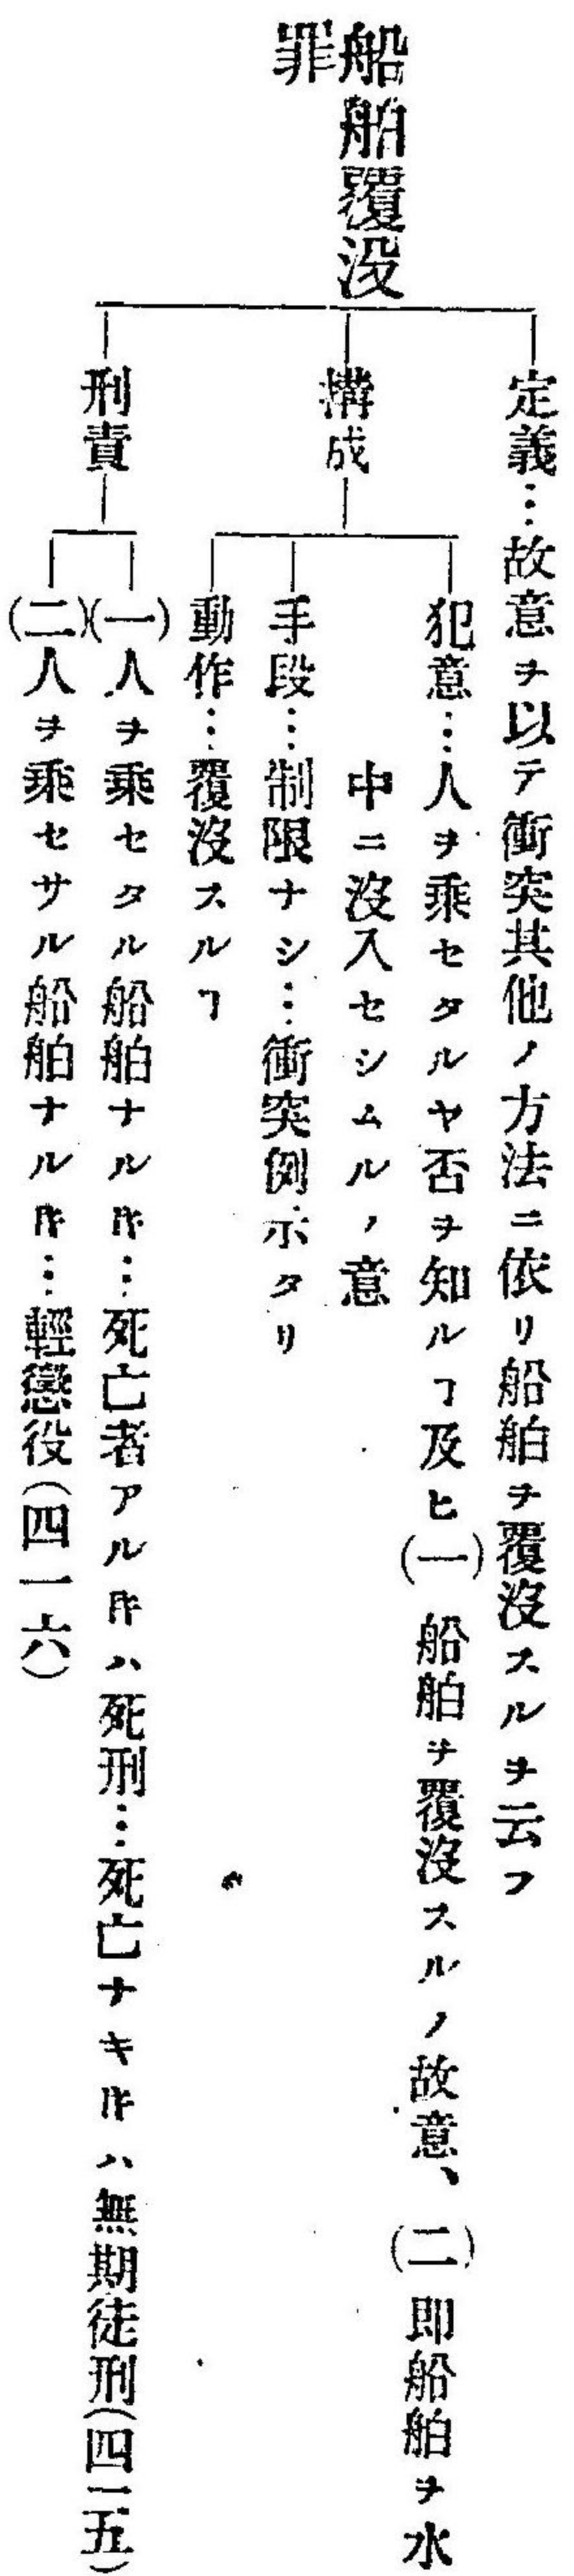 船舶覆没
罪
定義…故意ヲ以テ衝突其他ノ方法ニ依リ船舶ヲ覆沒スルヲ云フ
構成
犯意…人ヲ乘セタルヤ否ヲ知ルヿ及ヒ(一)船舶ヲ覆沒スルノ故意、(二)即船舶ヲ水
中ニ沒入セシムルノ意
手段…制限ナシ…衝突例示タリ
動作…覆沒スルヿ
刑責
(一)人ヲ乘セタル船舶ナル𪜈…死亡者アル𪜈ハ死刑…死亡ナキ𪜈ハ無期徒刑(四一五)
(二)人ヲ乘セサル船舶ナル𪜈…輕懲役(四一六)